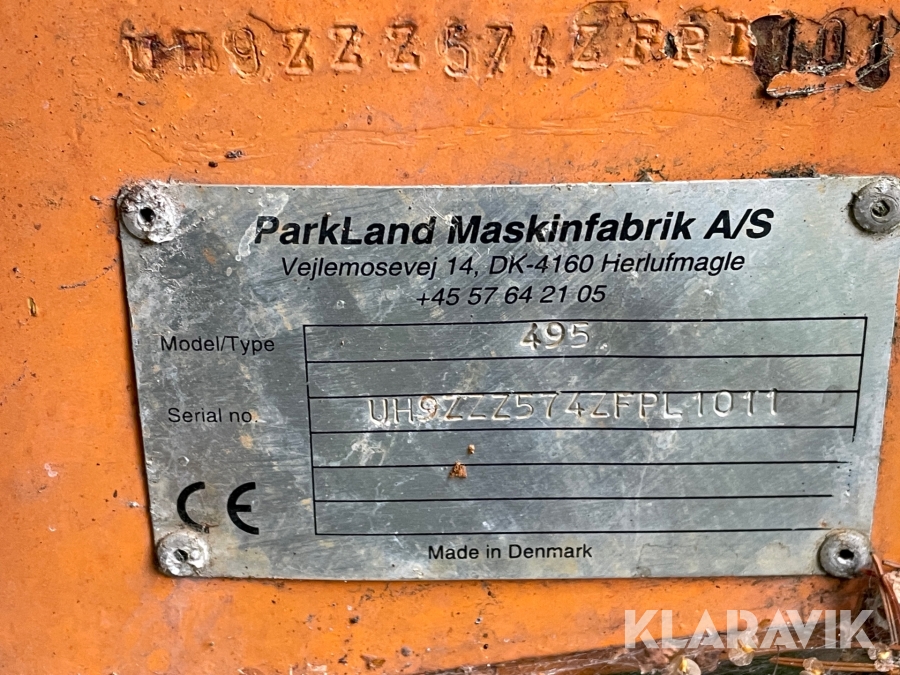 UH9ZZZ574ZFPL101
ParkLand Maskinfabrik A/S
Vejlemosevej 14, DK-4160 Herlufmagle
+45 57 64 21 05
Model/Type 495
Serial no. UH9ZZZ574ZFPL1011
CE
Made in Denmark
KLARAVIK